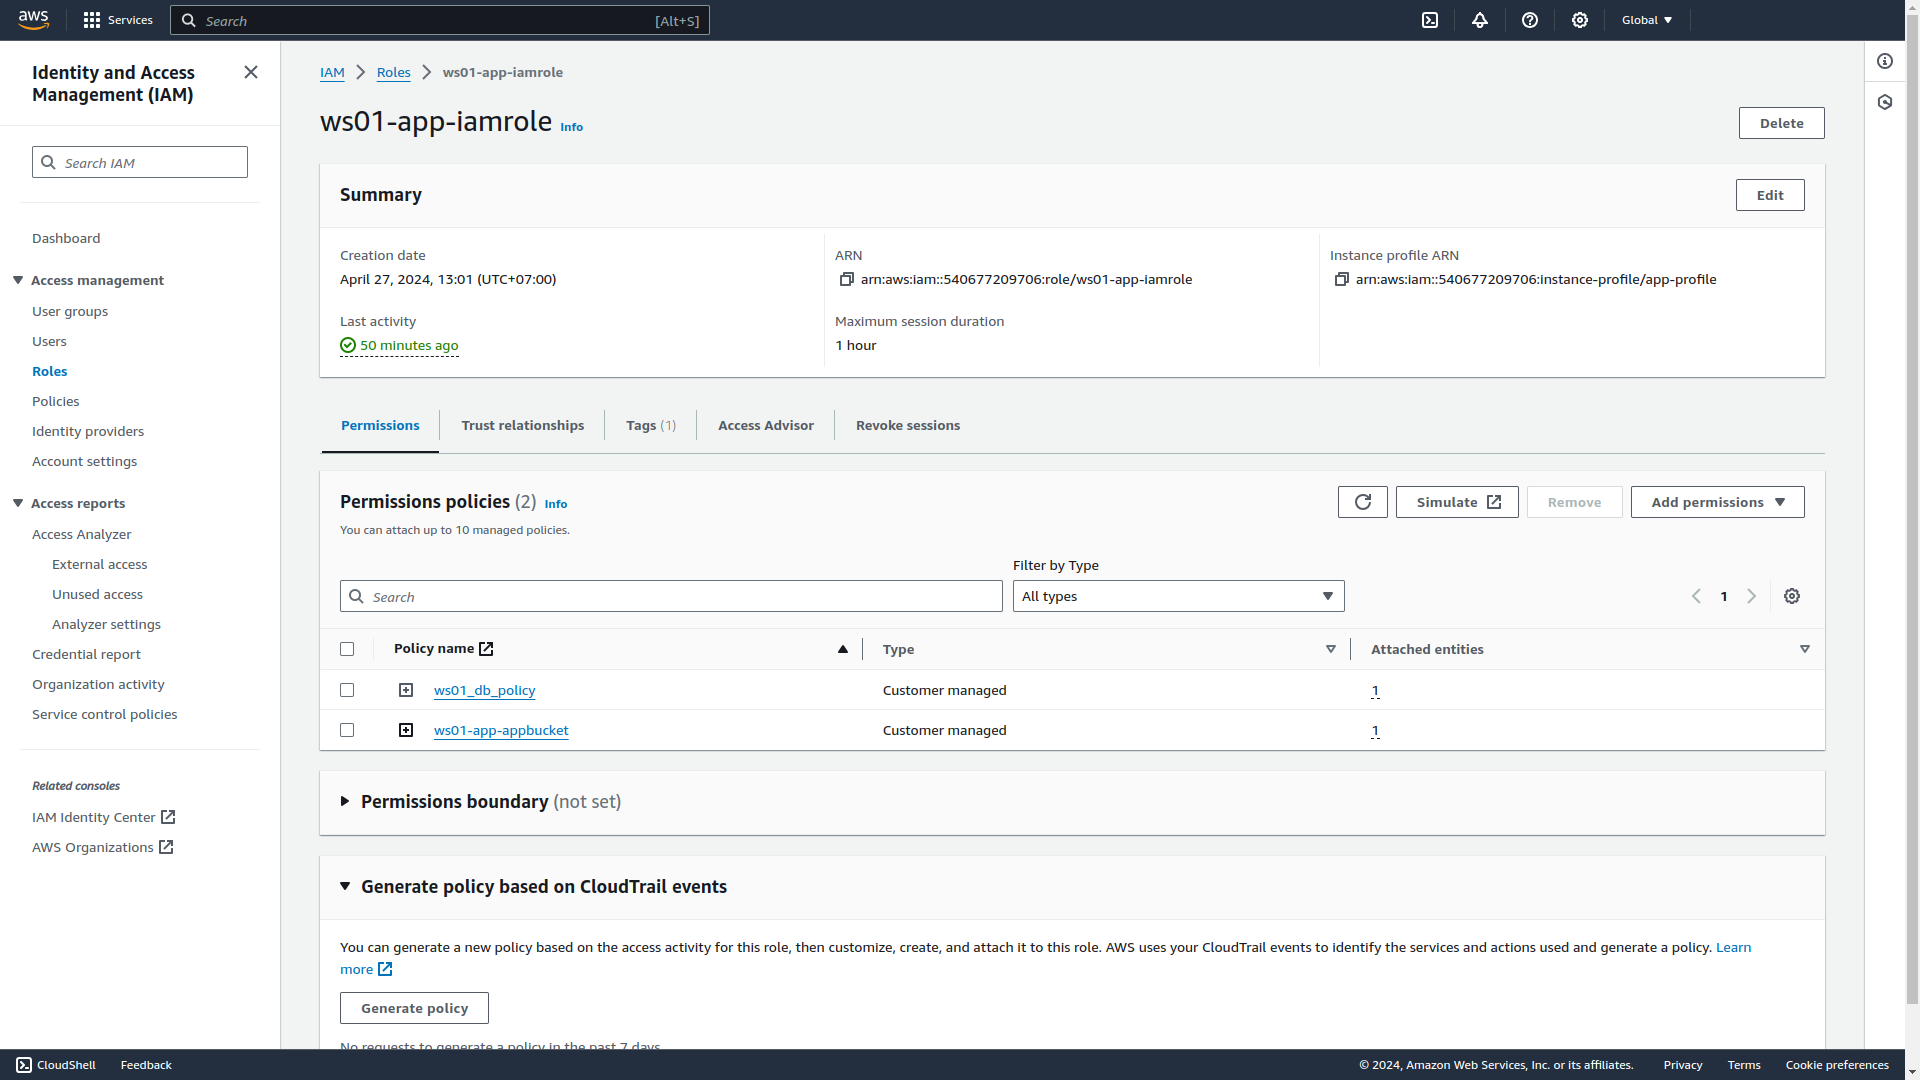 aws
Services
Search
[Alt+S]
Global
Identity and Access
Management (IAM)
Search IAM
Dashboard
Access management
User groups
Users
Roles
Policies
Identity providers
Account settings
Access reports
Access Analyzer
External access
Unused access
Analyzer settings
Credential report
Organization activity
Service control policies
Related consoles
IAM Identity Center
AWS Organizations
IAM
Roles
ws01-app-iamrole
ws01-app-iamrole Info
Delete
Summary
Edit
Creation date
April 27, 2024, 13:01 (UTC+07:00)
ARN
arn:aws:iam::540677209706:role/ws01-app-iamrole
Instance profile ARN
arn:aws:iam::540677209706:instance-profile/app-profile
Last activity
50 minutes ago
Maximum session duration
1 hour
Permissions
Trust relationships
Tags (1)
Access Advisor
Revoke sessions
Permissions policies (2) Info
You can attach up to 10 managed policies.
Simulate
Remove
Add permissions
Filter by Type
Search
All types
1
Policy name
Type
Attached entities
ws01_db_policy
Customer managed
1
ws01-app-appbucket
Customer managed
1
Permissions boundary (not set)
Generate policy based on CloudTrail events
You can generate a new policy based on the access activity for this role, then customize, create, and attach it to this role. AWS uses your CloudTrail events to identify the services and actions used and generate a policy. Learn
more
Generate policy
No requests to generate a policy in the past 7 days.
CloudShell
Feedback
© 2024, Amazon Web Services, Inc. or its affiliates.
Privacy
Terms
Cookie preferences